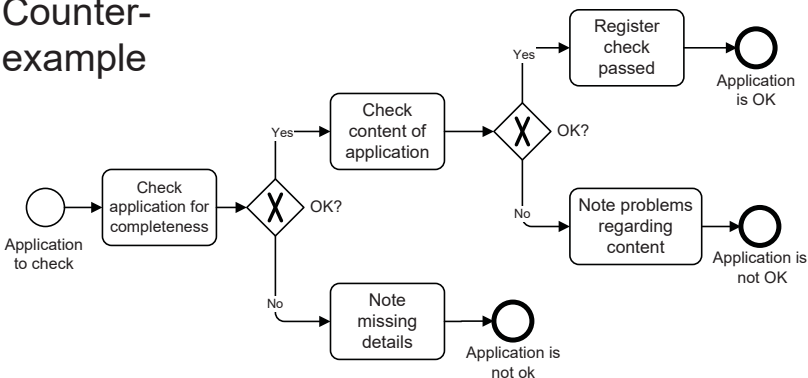 Counter-
example
Application
to check
Check
application for
completeness
OK?
Yes
No
Check
content of
application
OK?
Yes
No
Register
check
passed
Application
is OK
Note problems
regarding
content
Application is
not OK
Note
missing
details
Application is
not ok